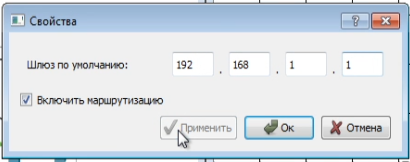 Свойства
Шлюз по умолчанию: 192 . 168 . 1 . 1
Включить маршрутизацию
Применить Ок Отмена